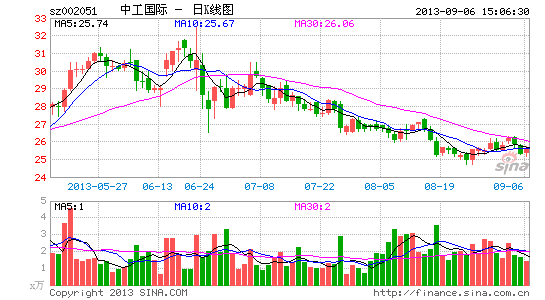 sz002051 中工国际 － 日K线图 2013-09-06 15:06:30
MA5:25.74 MA10:25.67 MA30:26.06
33
32
31
30
29
28
27
26
25
24
sina
2013-05-27 06-13 06-24 07-08 07-22 08-05 08-19 09-06
MA5:1 MA10:2 MA30:2
5
4
3
2
1
x万
Copyright 2013 SINA.COM http://finance.sina.com.cn